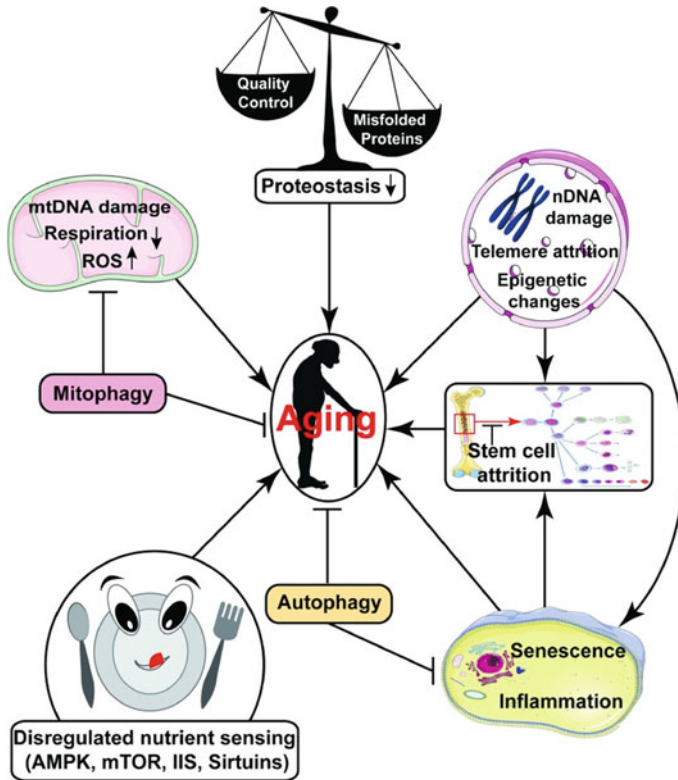 Quality
Control
Misfolded
Proteins
Proteostasis ↓
mtDNA damage
Respiration ↓
ROS ↑
nDNA
damage
Telemere attrition
Epigenetic
changes
Mitophagy
Aging
Stem cell
attrition
Autophagy
Senescence
Inflammation
Disregulated nutrient sensing
(AMPK, mTOR, IIS, Sirtuins)